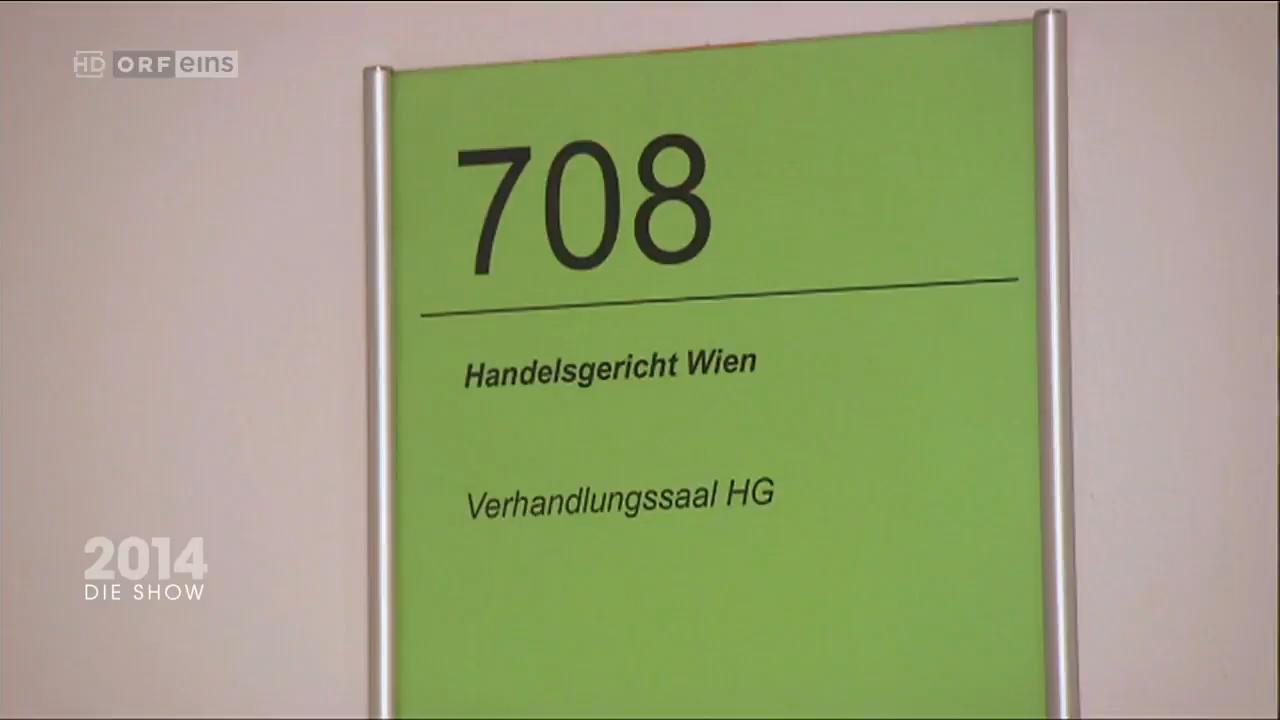 HD ORF eins
708
Handelsgericht Wien
Verhandlungssaal HG
2014
DIE SHOW